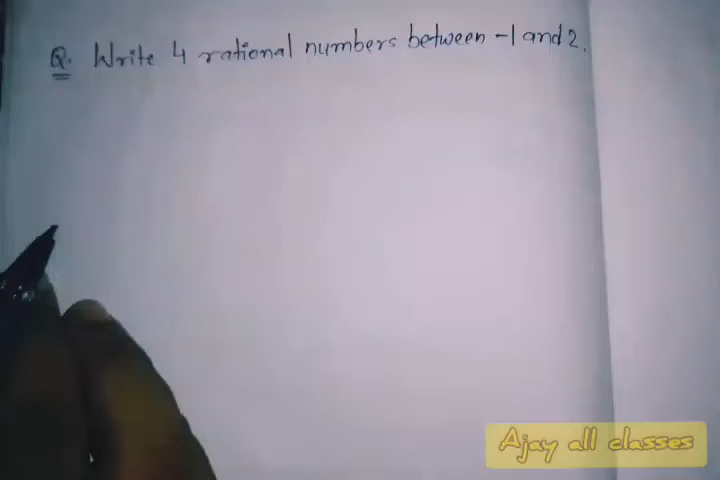 Q. Write 4 rational numbers between -1 and 2.
Ajay all classes